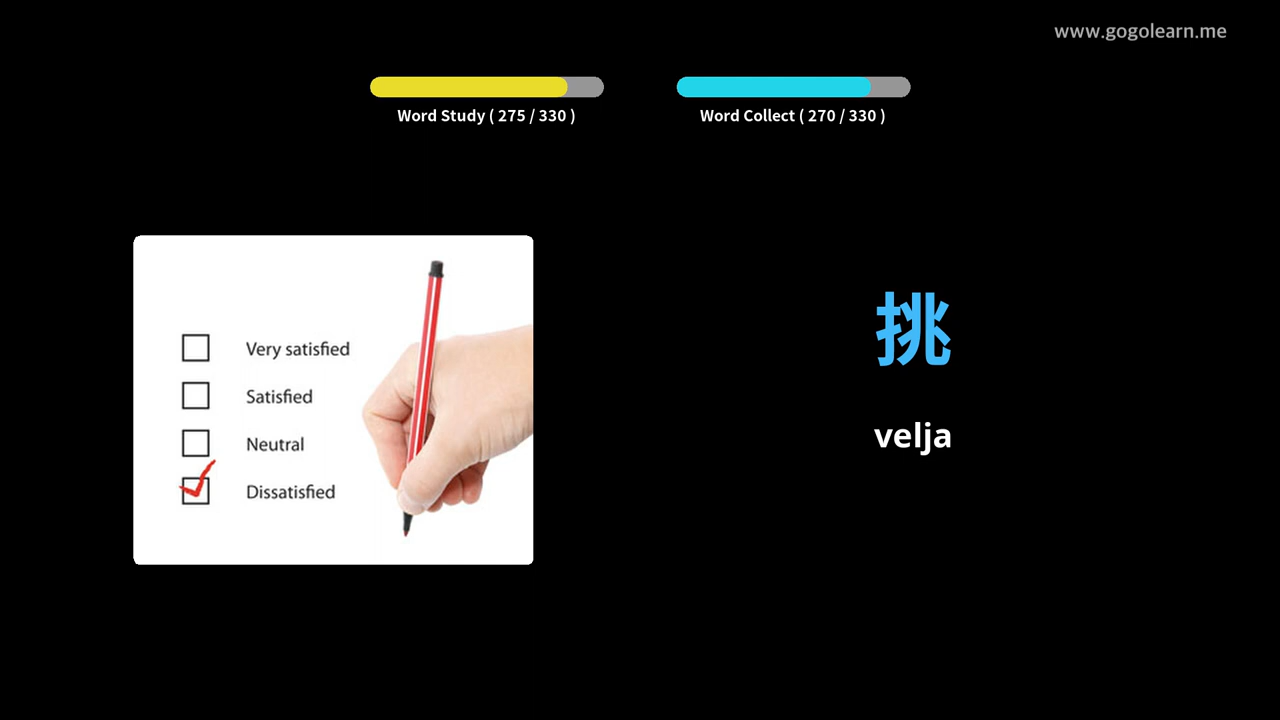 www.gogolearn.me
Word Study ( 275 / 330 )
Word Collect ( 270 / 330 )
Very satisfied
Satisfied
Neutral
Dissatisfied
挑
velja